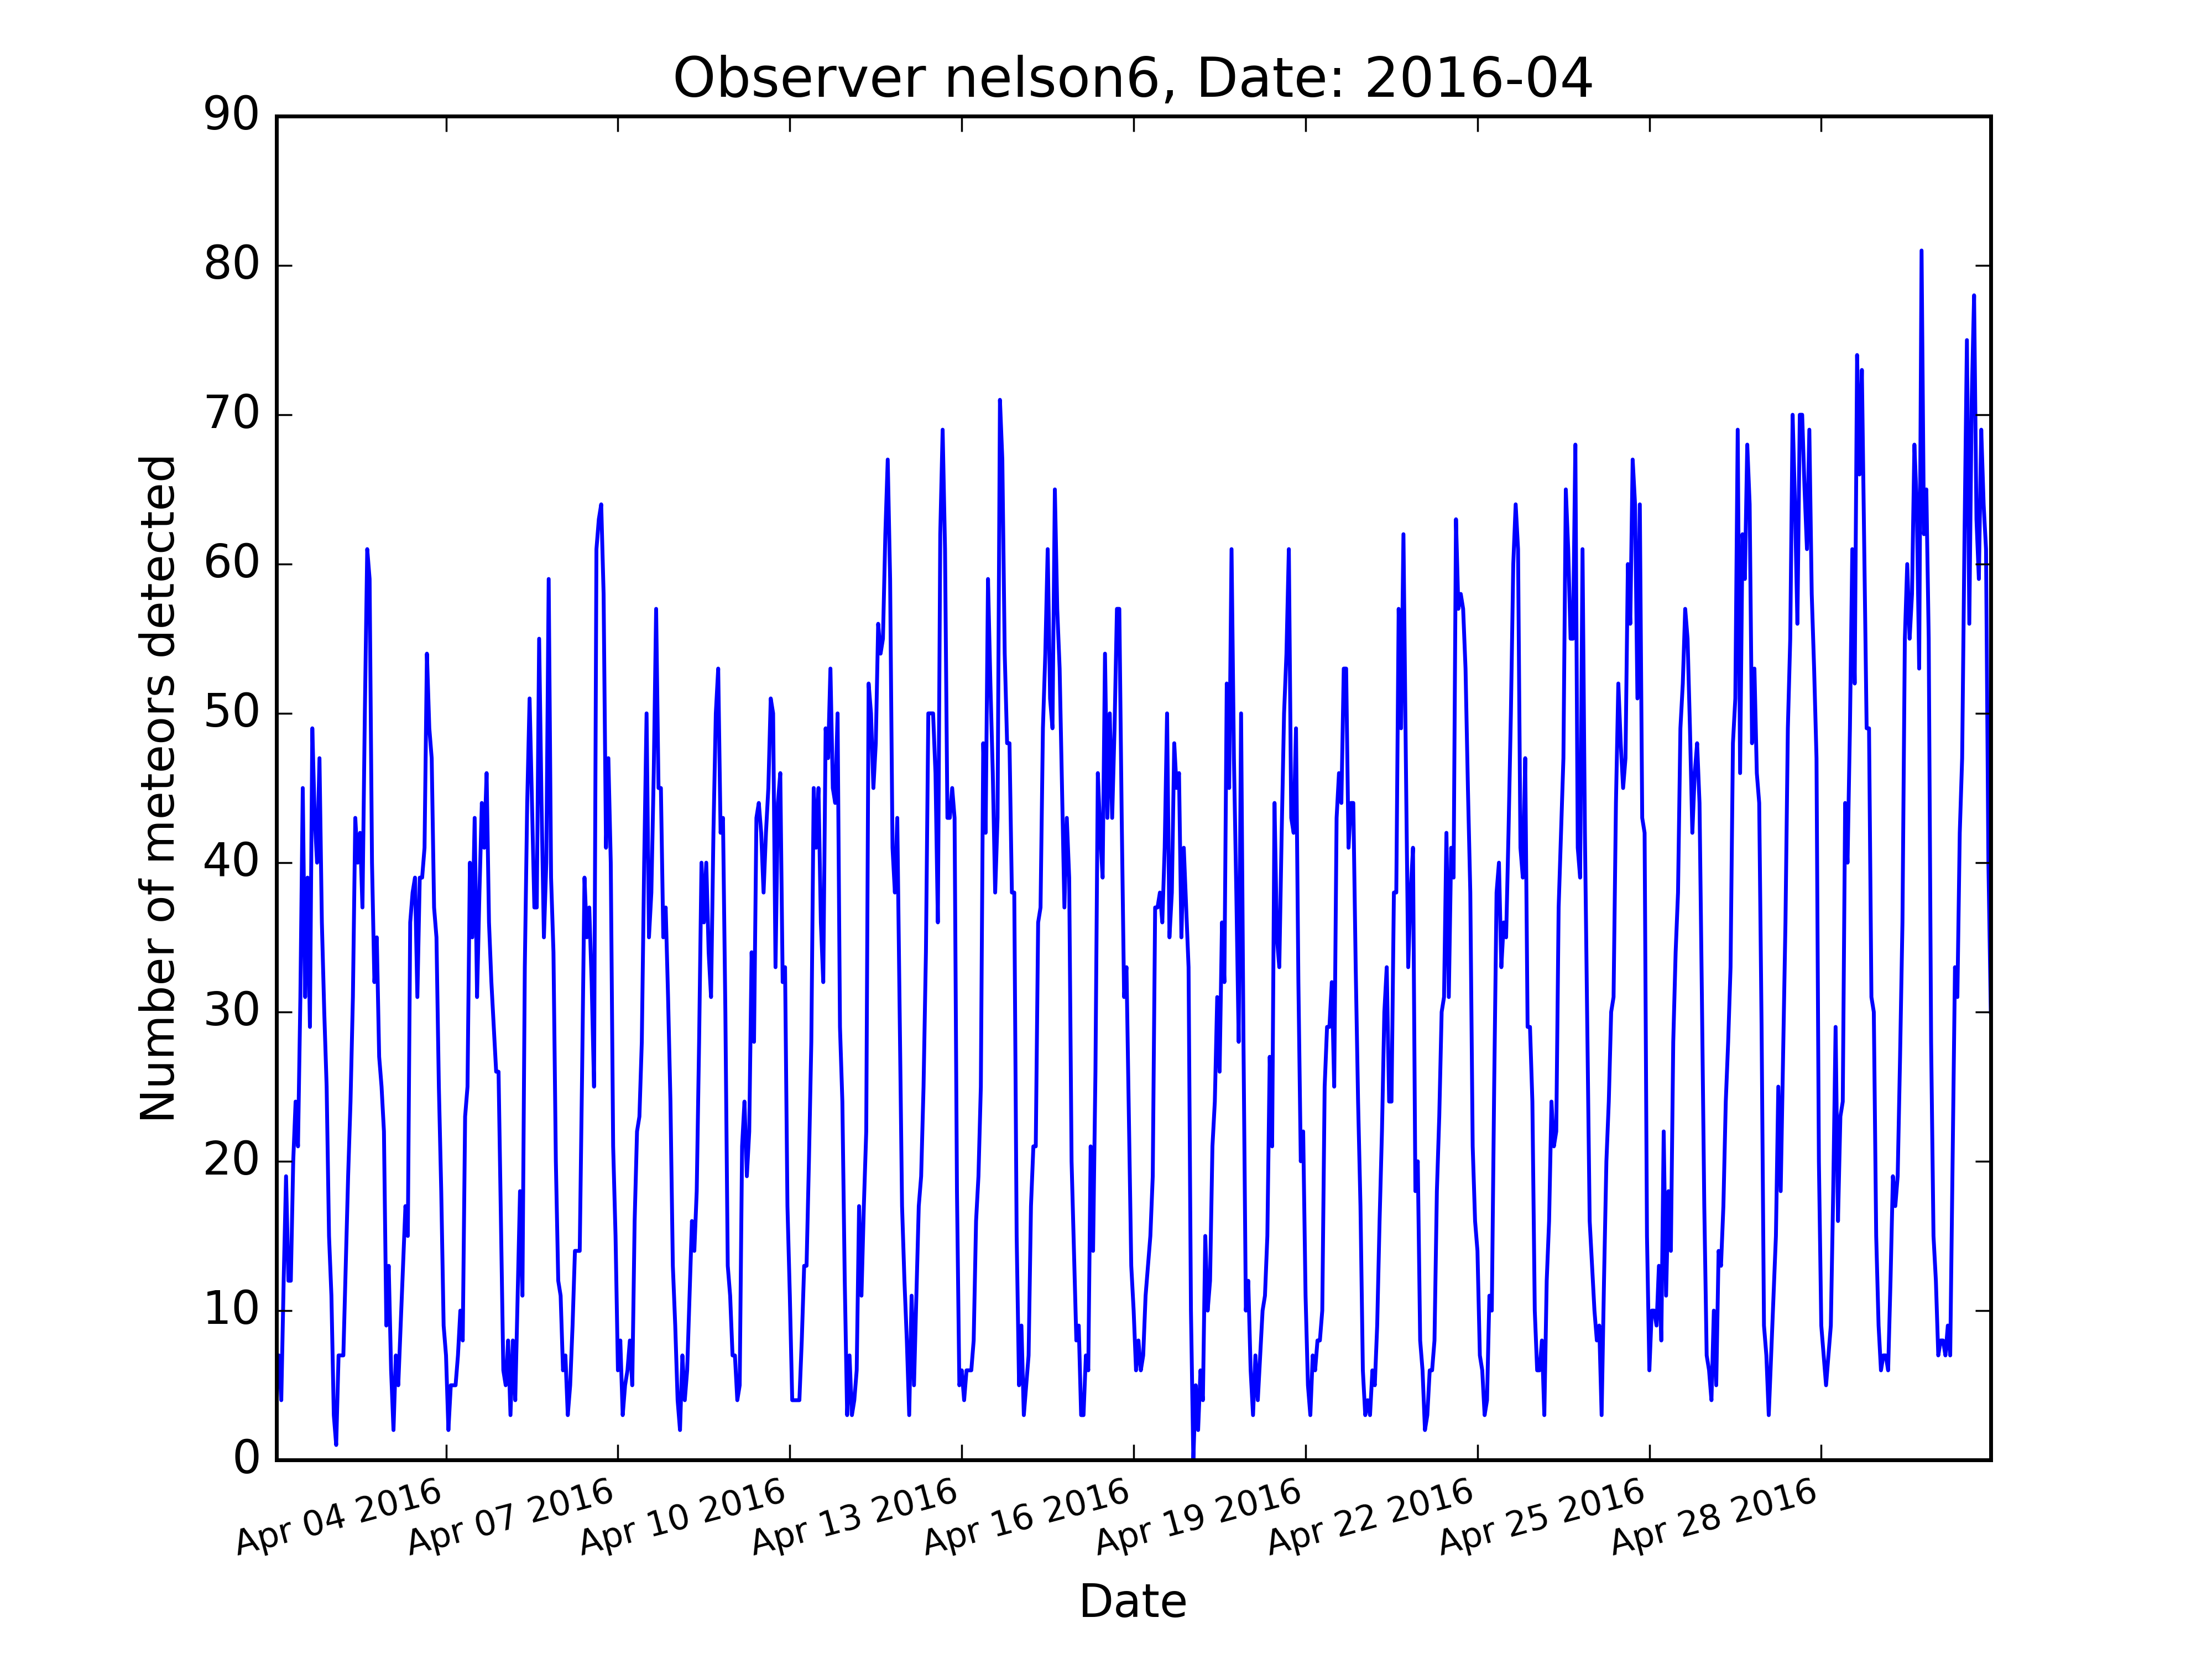 Observer nelson6, Date: 2016-04
90
80
70
60
50
40
30
20
10
0
Number of meteors detected
Apr 04 2016
Apr 07 2016
Apr 10 2016
Apr 13 2016
Apr 16 2016
Apr 19 2016
Apr 22 2016
Apr 25 2016
Apr 28 2016
Date